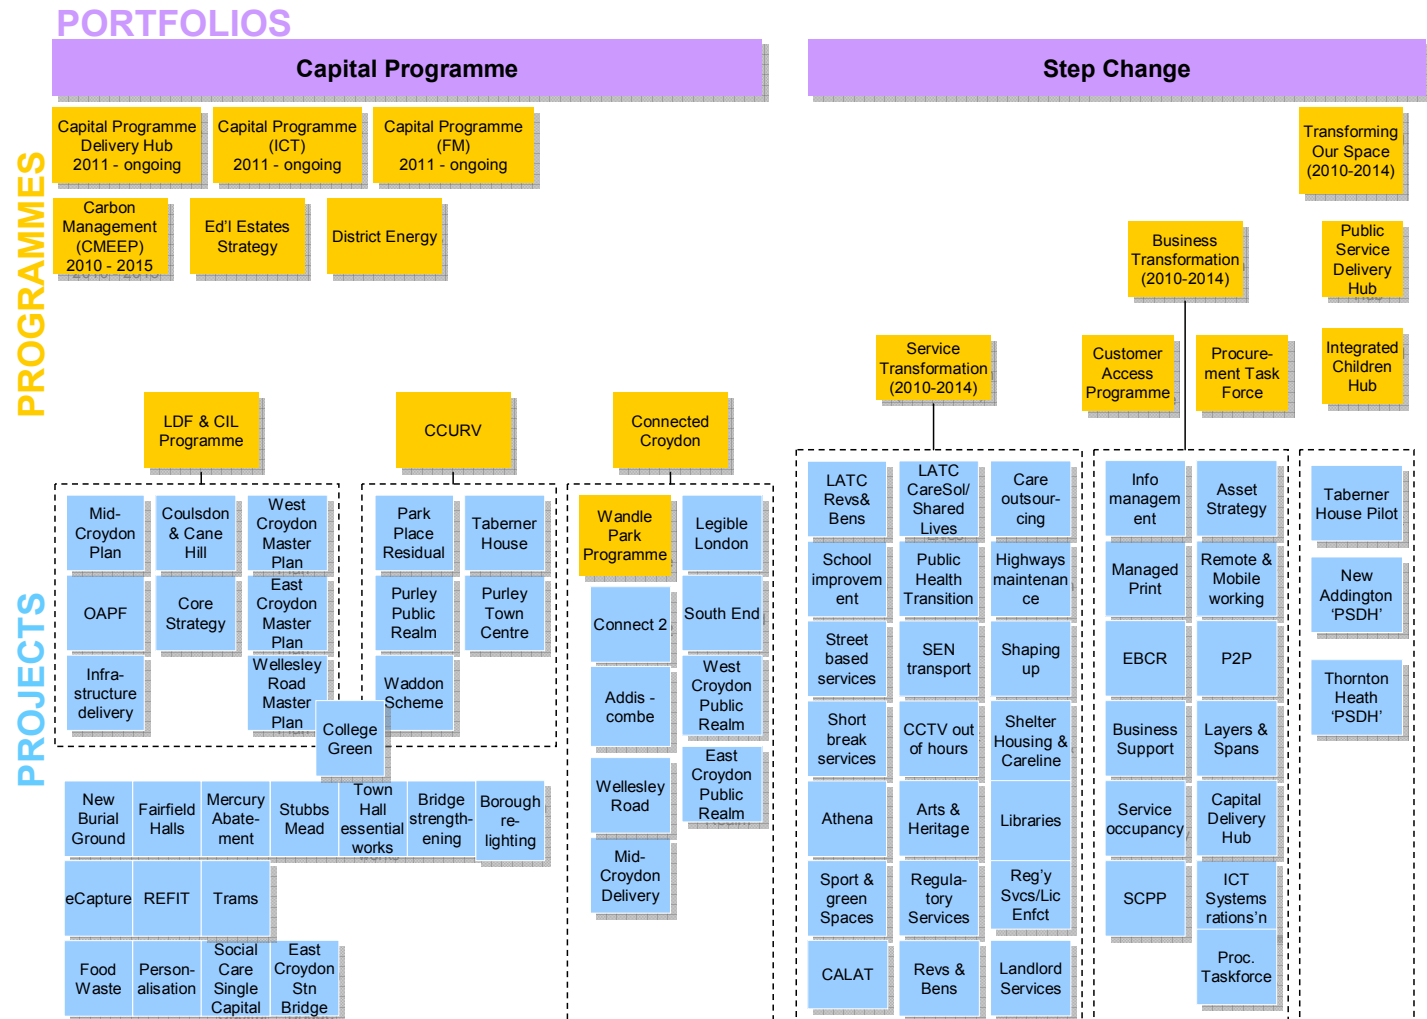 PORTFOLIOS
Capital Programme
Step Change
PROGRAMMES
Capital Programme
Delivery Hub
2011 - ongoing
Capital Programme
(ICT)
2011 - ongoing
Capital Programme
(FM)
2011 - ongoing
Transforming
Our Space
(2010-2014)
Carbon
Management
(CMEEP)
2010 - 2015
Ed'l Estates
Strategy
District Energy
Business
Transformation
(2010-2014)
Public
Service
Delivery
Hub
Service
Transformation
(2010-2014)
Customer
Access
Programme
Procure-
ment Task
Force
Integrated
Children
Hub
LDF & CIL
Programme
CCURV
Connected
Croydon
PROJECTS
Mid-
Croydon
Plan
Coulsdon
& Cane
Hill
West
Croydon
Master
Plan
OAPF
Core
Strategy
East
Croydon
Master
Plan
Infra-
structure
delivery
Wellesley
Road
Master
Plan
College
Green
Park
Place
Residual
Taberner
House
Purley
Public
Realm
Purley
Town
Centre
Waddon
Scheme
Wandle
Park
Programme
Legible
London
Connect 2
South End
Addis -
combe
West
Croydon
Public
Realm
Wellesley
Road
East
Croydon
Public
Realm
Mid-
Croydon
Delivery
New
Burial
Ground
Fairfield
Halls
Mercury
Abate-
ment
Stubbs
Mead
Town
Hall
essential
works
Bridge
strength-
ening
Borough
re-
lighting
eCapture
REFIT
Trams
Food
Waste
Person-
alisation
Social
Care
Single
Capital
East
Croydon
Stn
Bridge
LATC
Revs&
Bens
LATC
CareSol/
Shared
Lives
Care
outsour-
cing
School
improvem
ent
Public
Health
Transition
Highways
maintenan
ce
Street
based
services
SEN
transport
Shaping
up
Short
break
services
CCTV out
of hours
Shelter
Housing &
Careline
Athena
Arts &
Heritage
Libraries
Sport &
green
Spaces
Regula-
tory
Services
Reg'y
Svcs/Lic
Enfct
CALAT
Revs &
Bens
Landlord
Services
Info
managem
ent
Asset
Strategy
Managed
Print
Remote &
Mobile
working
EBCR
P2P
Business
Support
Layers &
Spans
Service
occupancy
Capital
Delivery
Hub
SCPP
ICT
Systems
rations'n
Proc.
Taskforce
Taberner
House Pilot
New
Addington
'PSDH'
Thornton
Heath
'PSDH'